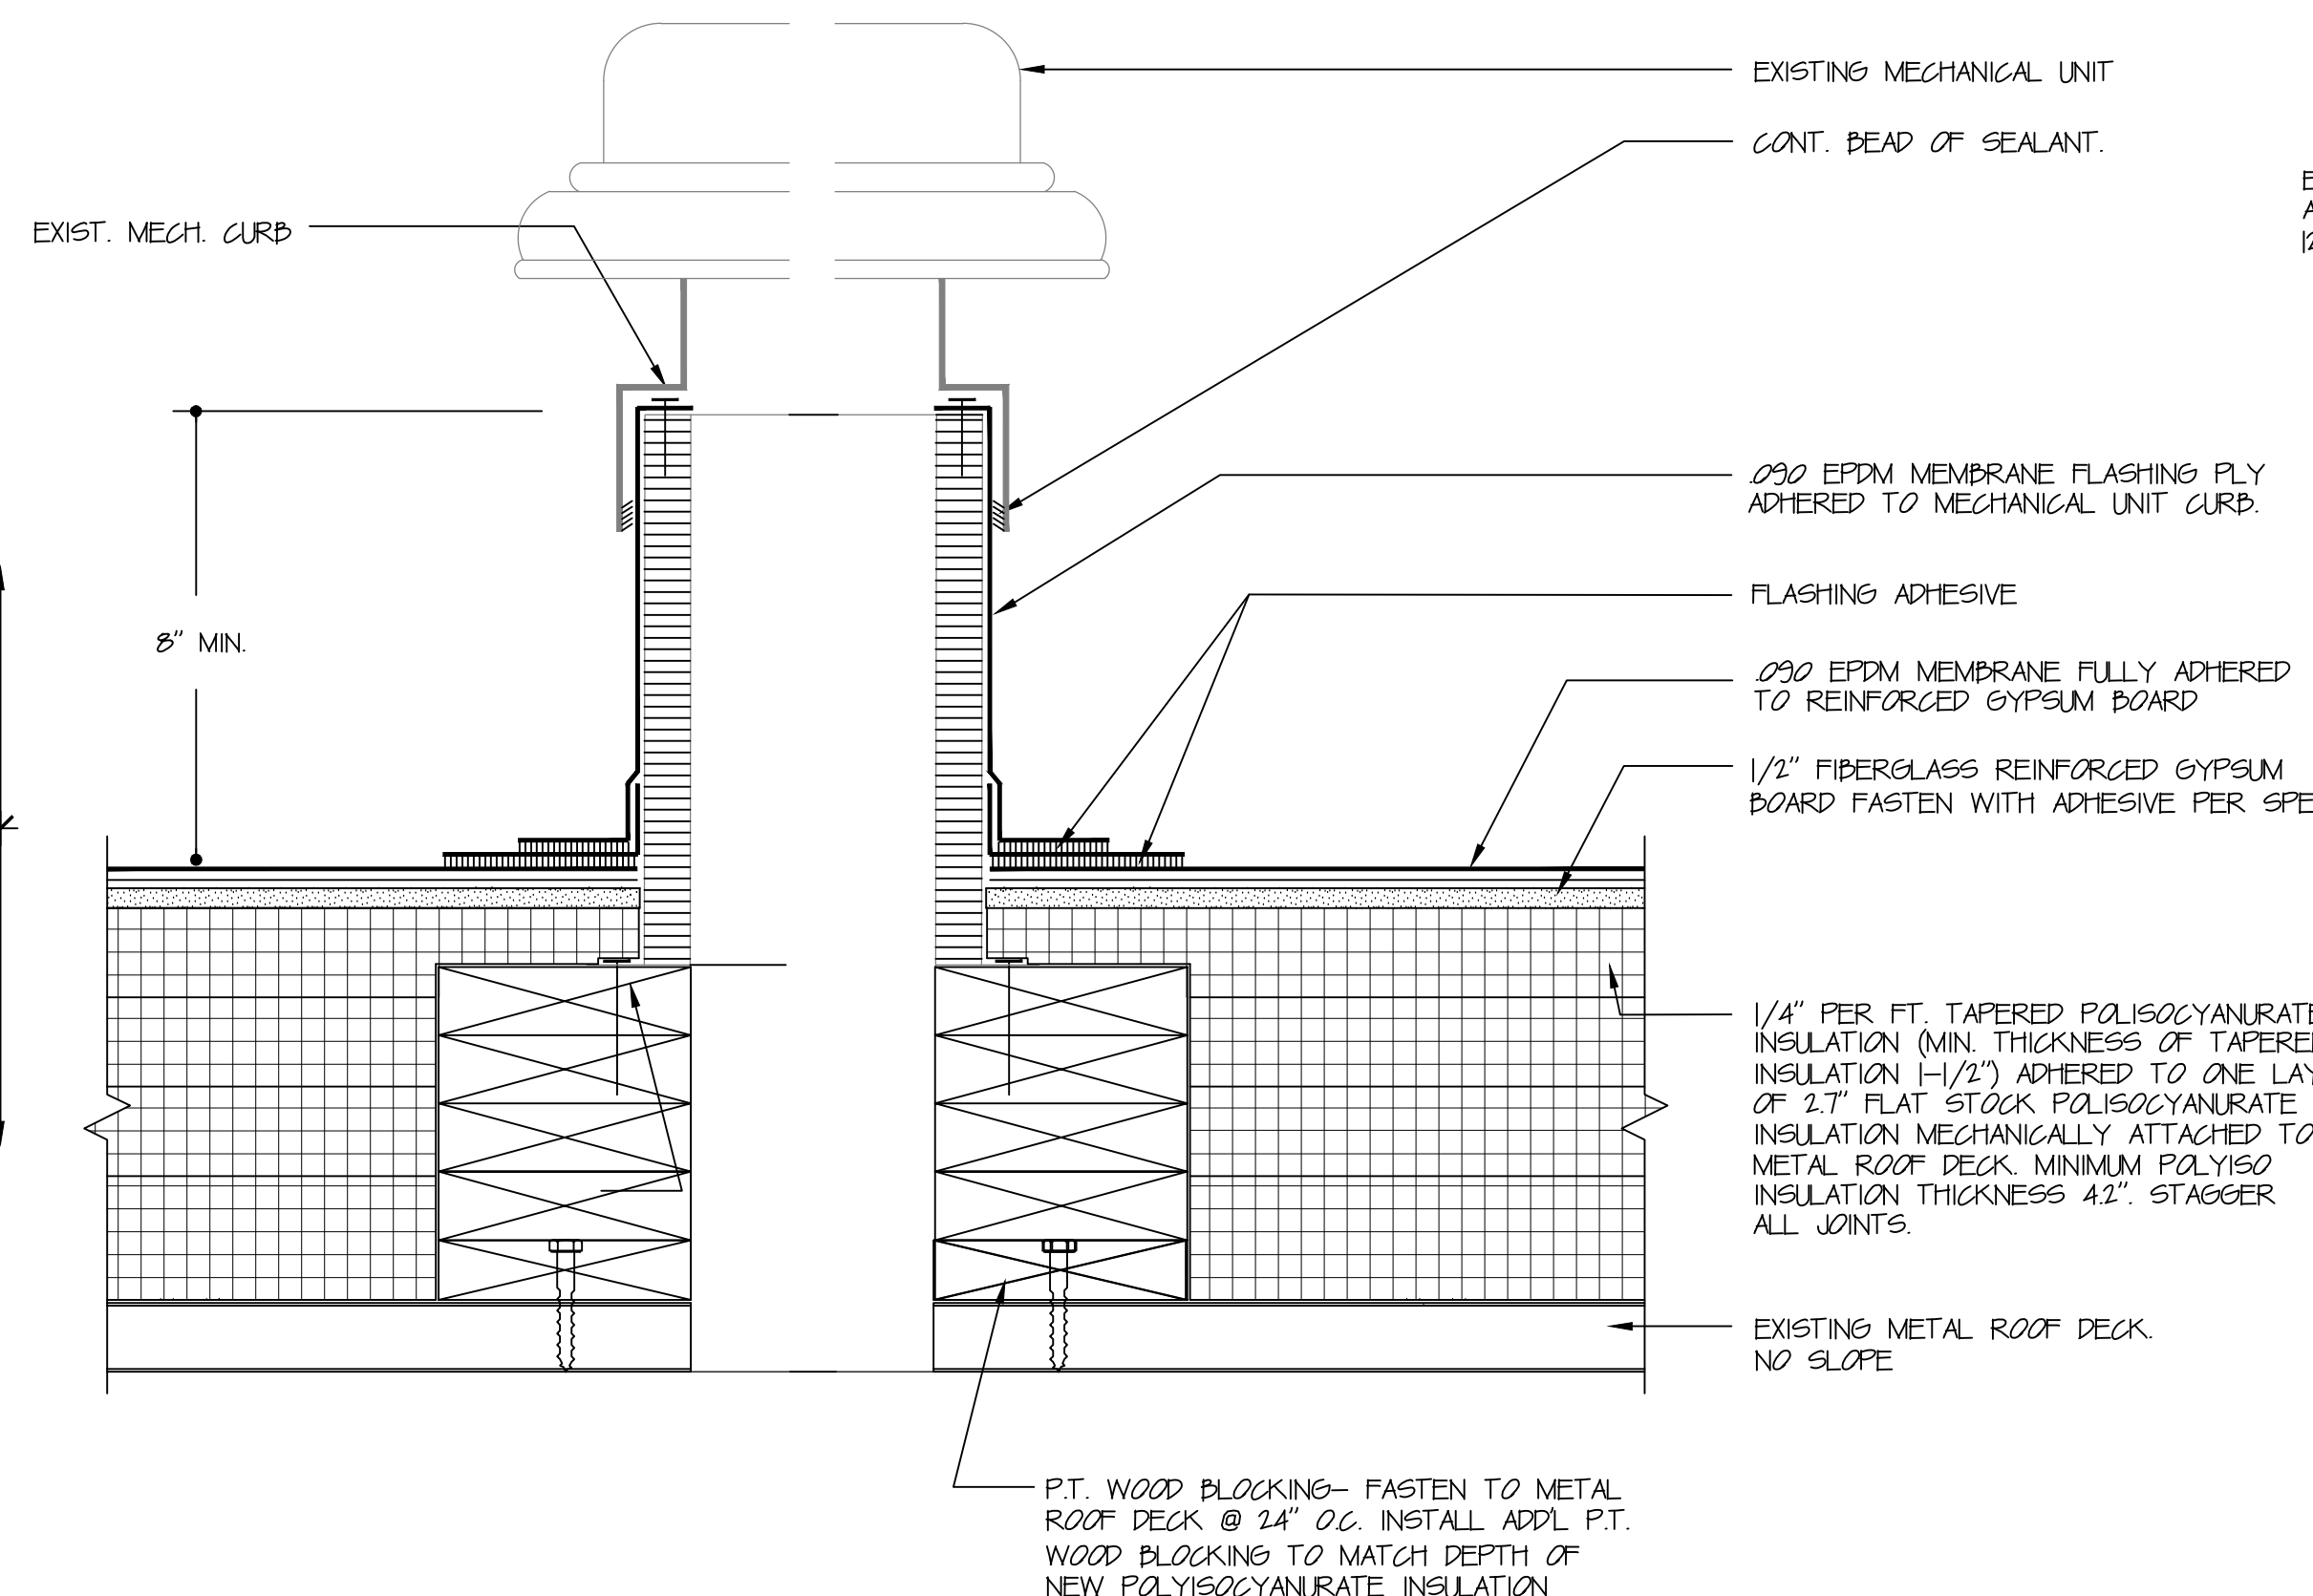 EXISTING MECHANICAL UNIT
CONT. BEAD OF SEALANT.
EXIST. MECH. CURB
.090 EPDM MEMBRANE FLASHING PLY
ADHERED TO MECHANICAL UNIT CURB.
FLASHING ADHESIVE
8" MIN.
.090 EPDM MEMBRANE FULLY ADHERED
TO REINFORCED GYPSUM BOARD
1/2" FIBERGLASS REINFORCED GYPSUM
BOARD FASTEN WITH ADHESIVE PER
1/4" PER FT. TAPERED POLISOCYANURATE
INSULATION (MIN. THICKNESS OF TAPERED
INSULATION 1-1/2") ADHERED TO ONE
OF 2.7" FLAT STOCK POLISOCYANURATE
INSULATION MECHANICALLY ATTACHED TO
METAL ROOF DECK. MINIMUM POLYISO
INSULATION THICKNESS 4.2". STAGGER
ALL JOINTS.
EXISTING METAL ROOF DECK.
NO SLOPE
P.T. WOOD BLOCKING- FASTEN TO METAL
ROOF DECK @ 24" O.C. INSTALL ADD'L P.T.
WOOD BLOCKING TO MATCH DEPTH OF
NEW POLYISOCYANURATE INSULATION